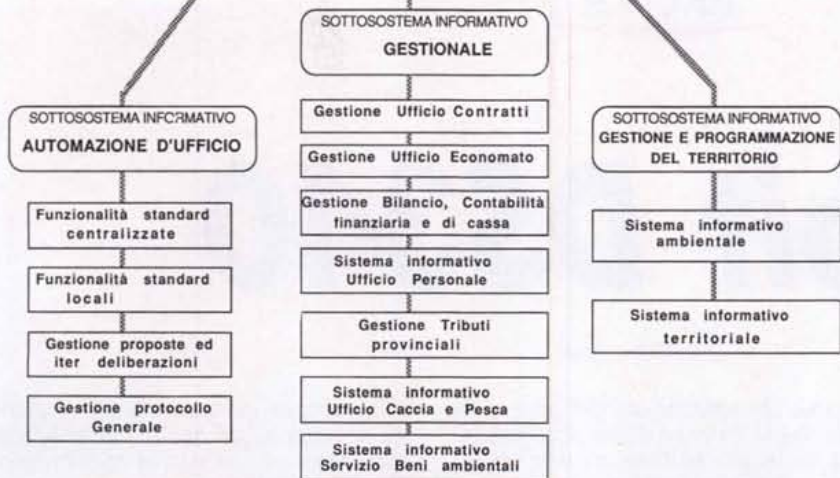 SOTTOSOSTEMA INFORMATIVO
GESTIONALE
Gestione Ufficio Contratti
Gestione Ufficio Economato
Gestione Bilancio, Contabilità
finanziaria e di cassa
Sistema informativo
Ufficio Personale
Gestione Tributi
provinciali
Sistema informativo
Ufficio Caccia e Pesca
Sistema informativo
Servizio Beni ambientali
SOTTOSOSTEMA INFORMATIVO
AUTOMAZIONE D'UFFICIO
Funzionalità standard
centralizzate
Funzionalità standard
locali
Gestione proposte ed
iter deliberazioni
Gestione protocollo
Generale
SOTTOSOSTEMA INFORMATIVO
GESTIONE E PROGRAMMAZIONE
DEL TERRITORIO
Sistema informativo
ambientale
Sistema informativo
territoriale